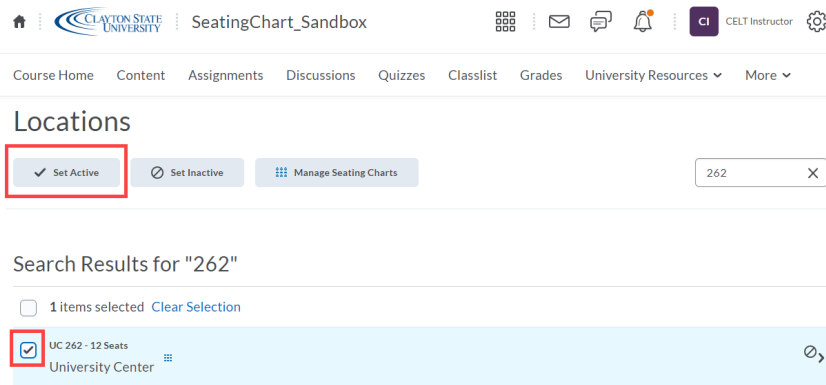 CLAYTON STATE
UNIVERSITY
SeatingChart_Sandbox
CI
CELT Instructor
Course Home Content Assignments Discussions Quizzes Classlist Grades University Resources More
Locations
Set Active Set Inactive Manage Seating Charts 262
Search Results for "262"
1 items selected Clear Selection
UC 262 - 12 Seats
University Center